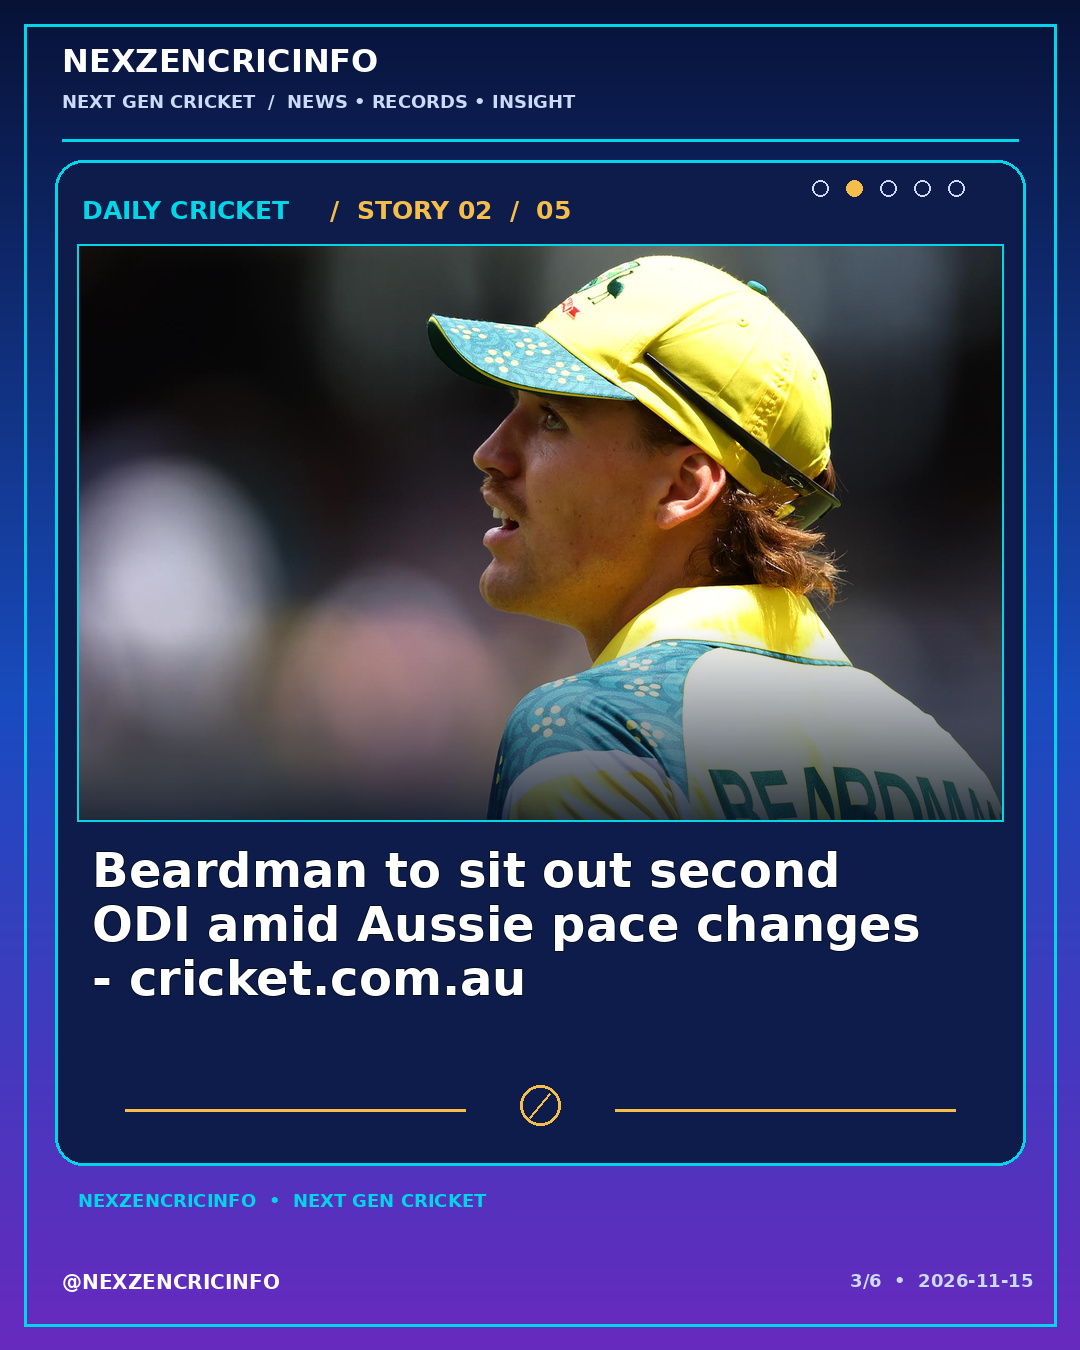 NEXZENCRICINFO
NEXT GEN CRICKET / NEWS • RECORDS • INSIGHT
DAILY CRICKET / STORY 02 / 05
BEARDMA
Beardman to sit out second
ODI amid Aussie pace changes
- cricket.com.au
NEXZENCRICINFO • NEXT GEN CRICKET
@NEXZENCRICINFO
3/6 • 2026-11-15